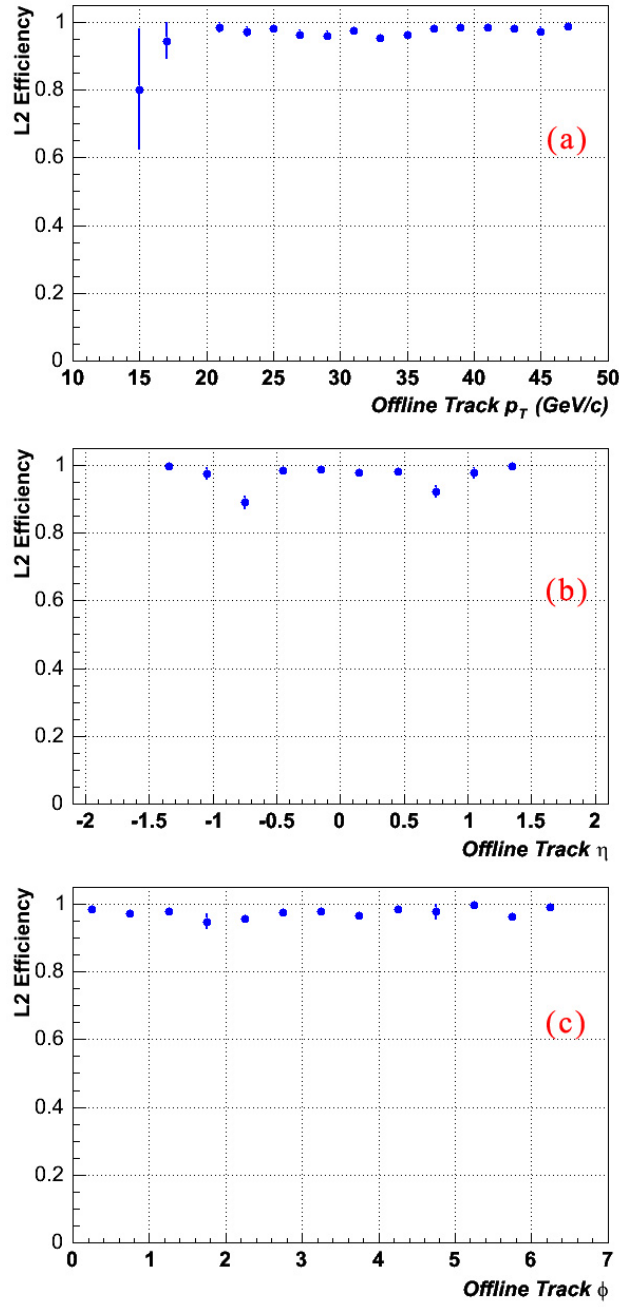 L2 Efficiency
1
0.8
0.6
0.4
0.2
0
(a)
10 15 20 25 30 35 40 45 50
Offline Track p_T (GeV/c)
L2 Efficiency
1
0.8
0.6
0.4
0.2
0
(b)
-2 -1.5 -1 -0.5 0 0.5 1 1.5 2
Offline Track η
L2 Efficiency
1
0.8
0.6
0.4
0.2
0
(c)
0 1 2 3 4 5 6 7
Offline Track ϕ